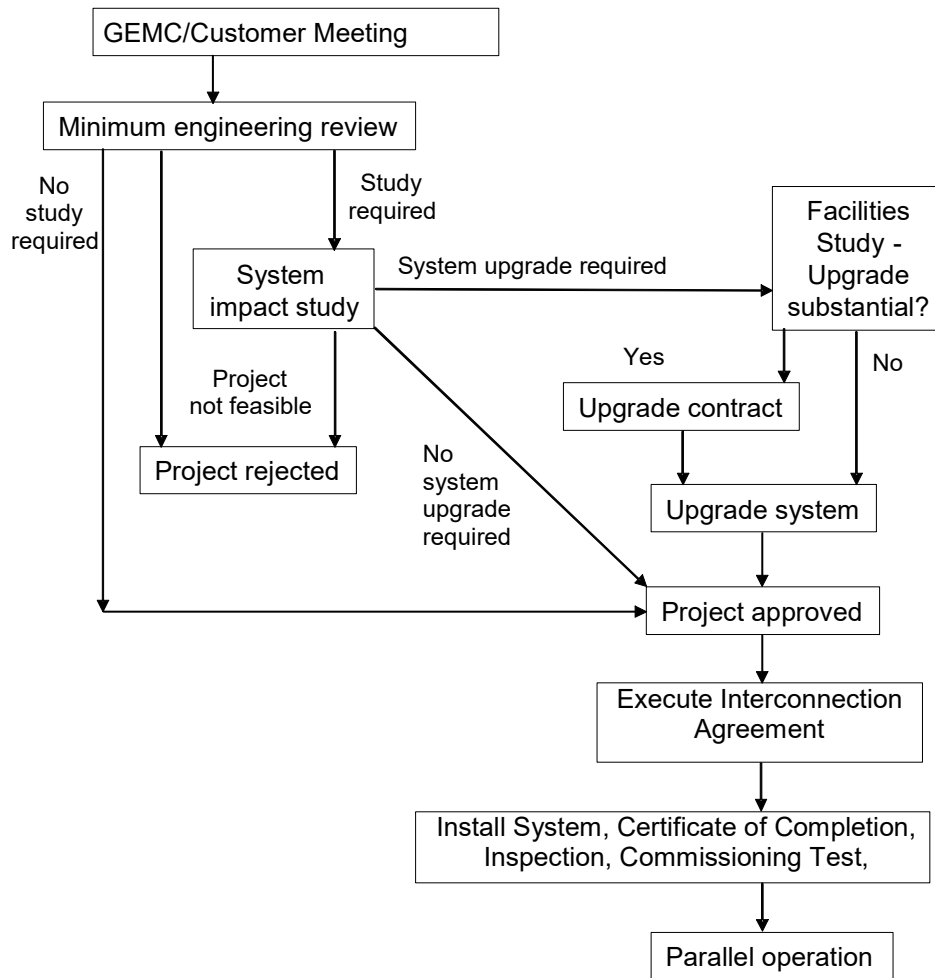 GEMC/Customer Meeting
Minimum engineering review
No
study
required
Study
required
Facilities
Study -
Upgrade
substantial?
System
impact study
System upgrade required
Yes
No
Project
not feasible
Upgrade contract
Project rejected
No
system
upgrade
required
Upgrade system
Project approved
Execute Interconnection
Agreement
Install System, Certificate of Completion,
Inspection, Commissioning Test,
Parallel operation